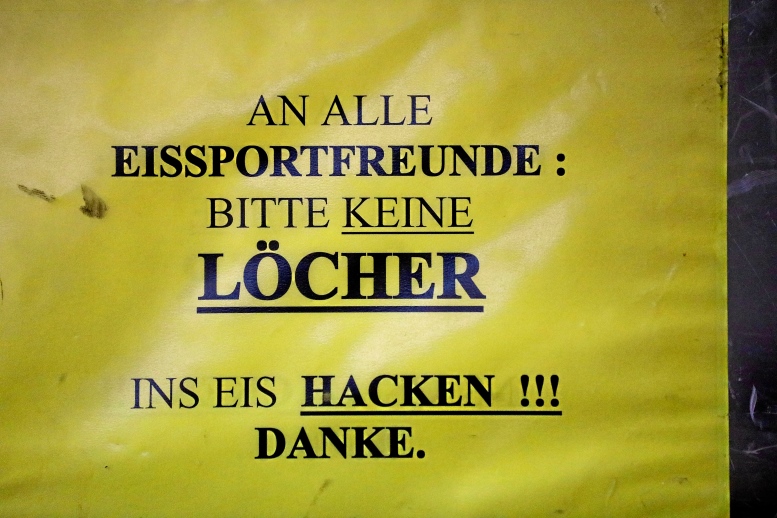 AN ALLE
EISSPORTFREUNDE :
BITTE KEINE
LÖCHER
INS EIS HACKEN !!!
DANKE.